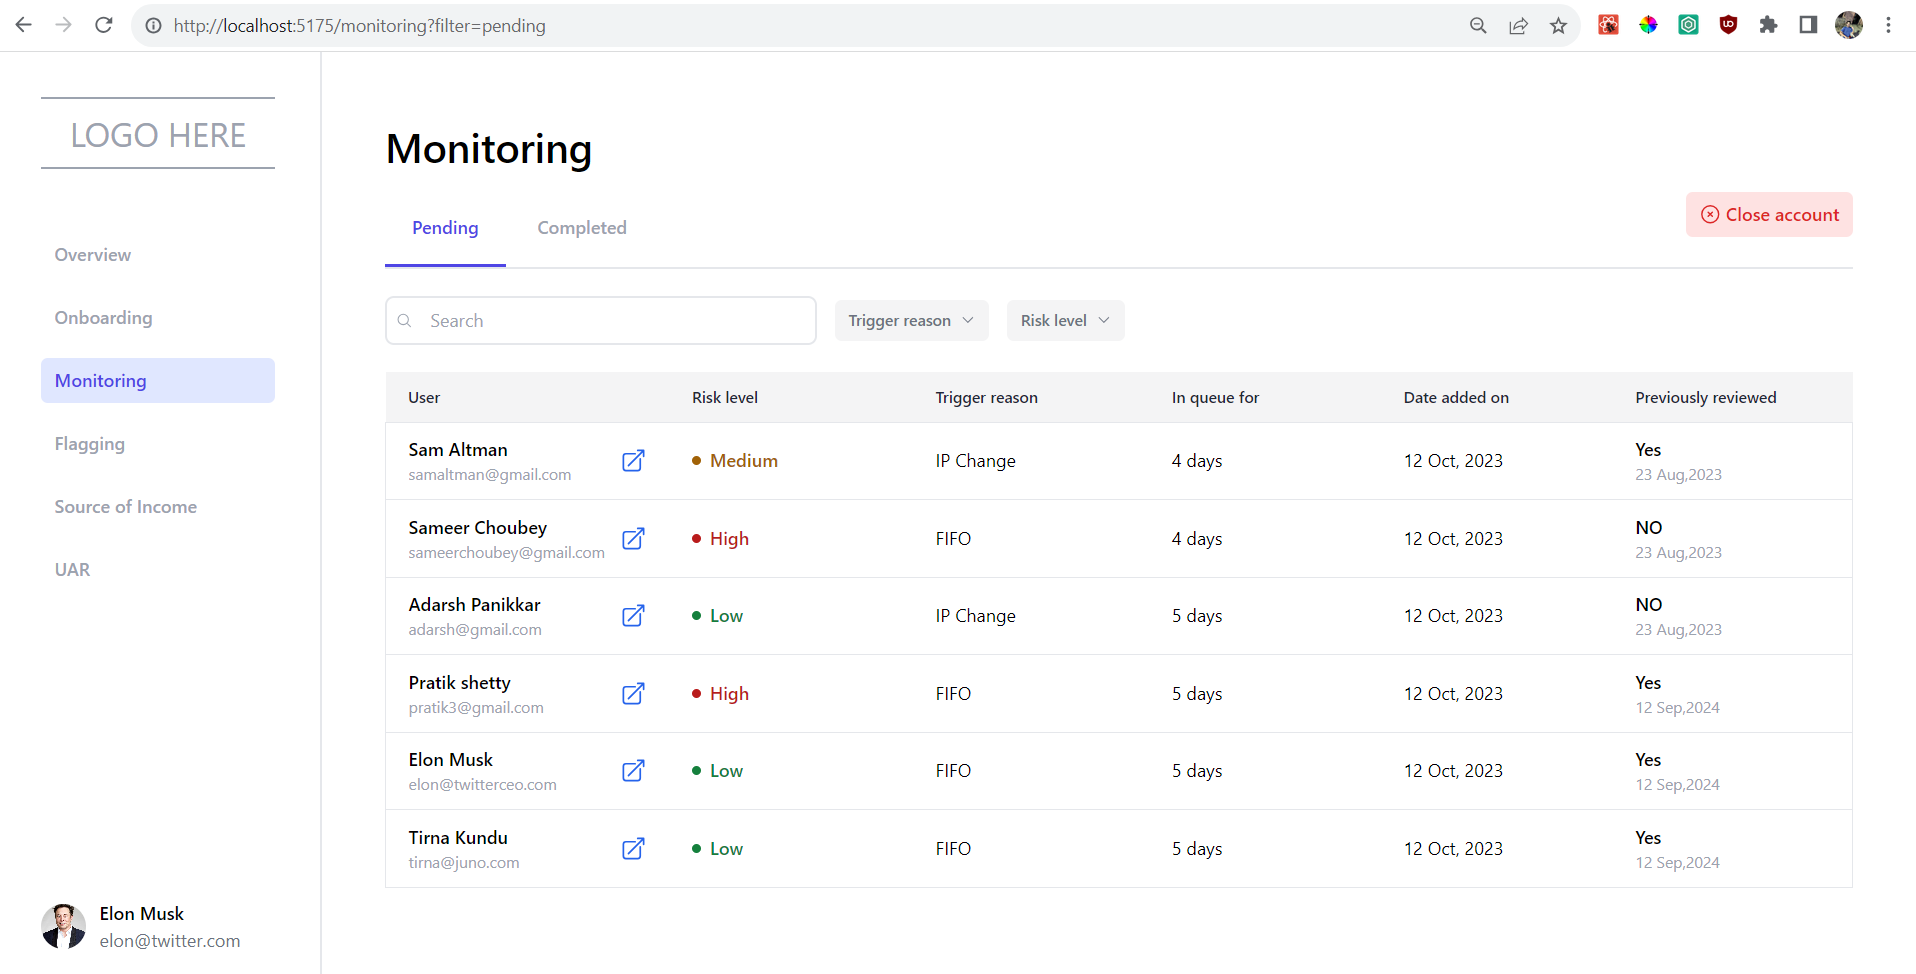 http://localhost:5175/monitoring?filter=pending
LOGO HERE
Overview
Onboarding
Monitoring
Flagging
Source of Income
UAR
Elon Musk
elon@twitter.com
Monitoring
Pending Completed
Close account
Search Trigger reason Risk level
User Risk level Trigger reason In queue for Date added on Previously reviewed
Sam Altman
samaltman@gmail.com
Medium IP Change 4 days 12 Oct, 2023
Yes
23 Aug,2023
Sameer Choubey
sameerchoubey@gmail.com
High FIFO 4 days 12 Oct, 2023
NO
23 Aug,2023
Adarsh Panikkar
adarsh@gmail.com
Low IP Change 5 days 12 Oct, 2023
NO
23 Aug,2023
Pratik shetty
pratik3@gmail.com
High FIFO 5 days 12 Oct, 2023
Yes
12 Sep,2024
Elon Musk
elon@twitterceo.com
Low FIFO 5 days 12 Oct, 2023
Yes
12 Sep,2024
Tirna Kundu
tirna@juno.com
Low FIFO 5 days 12 Oct, 2023
Yes
12 Sep,2024